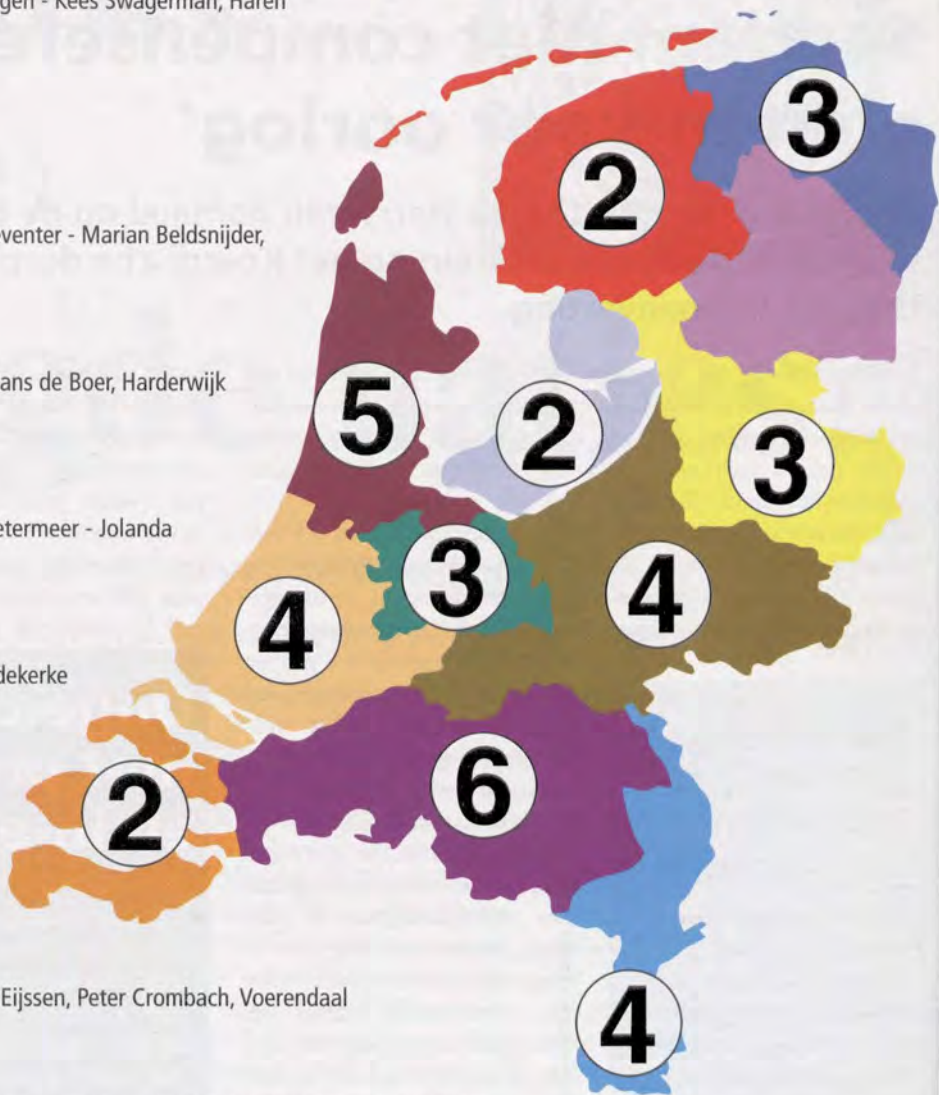 gen - Kees Swagerman, Haren
3
2
eventer - Marian Beldsnijder,
ans de Boer, Harderwijk
5
2
3
etermeer - Jolanda
3
4
4
dekerke
6
2
Eijssen, Peter Crombach, Voerendaal
4